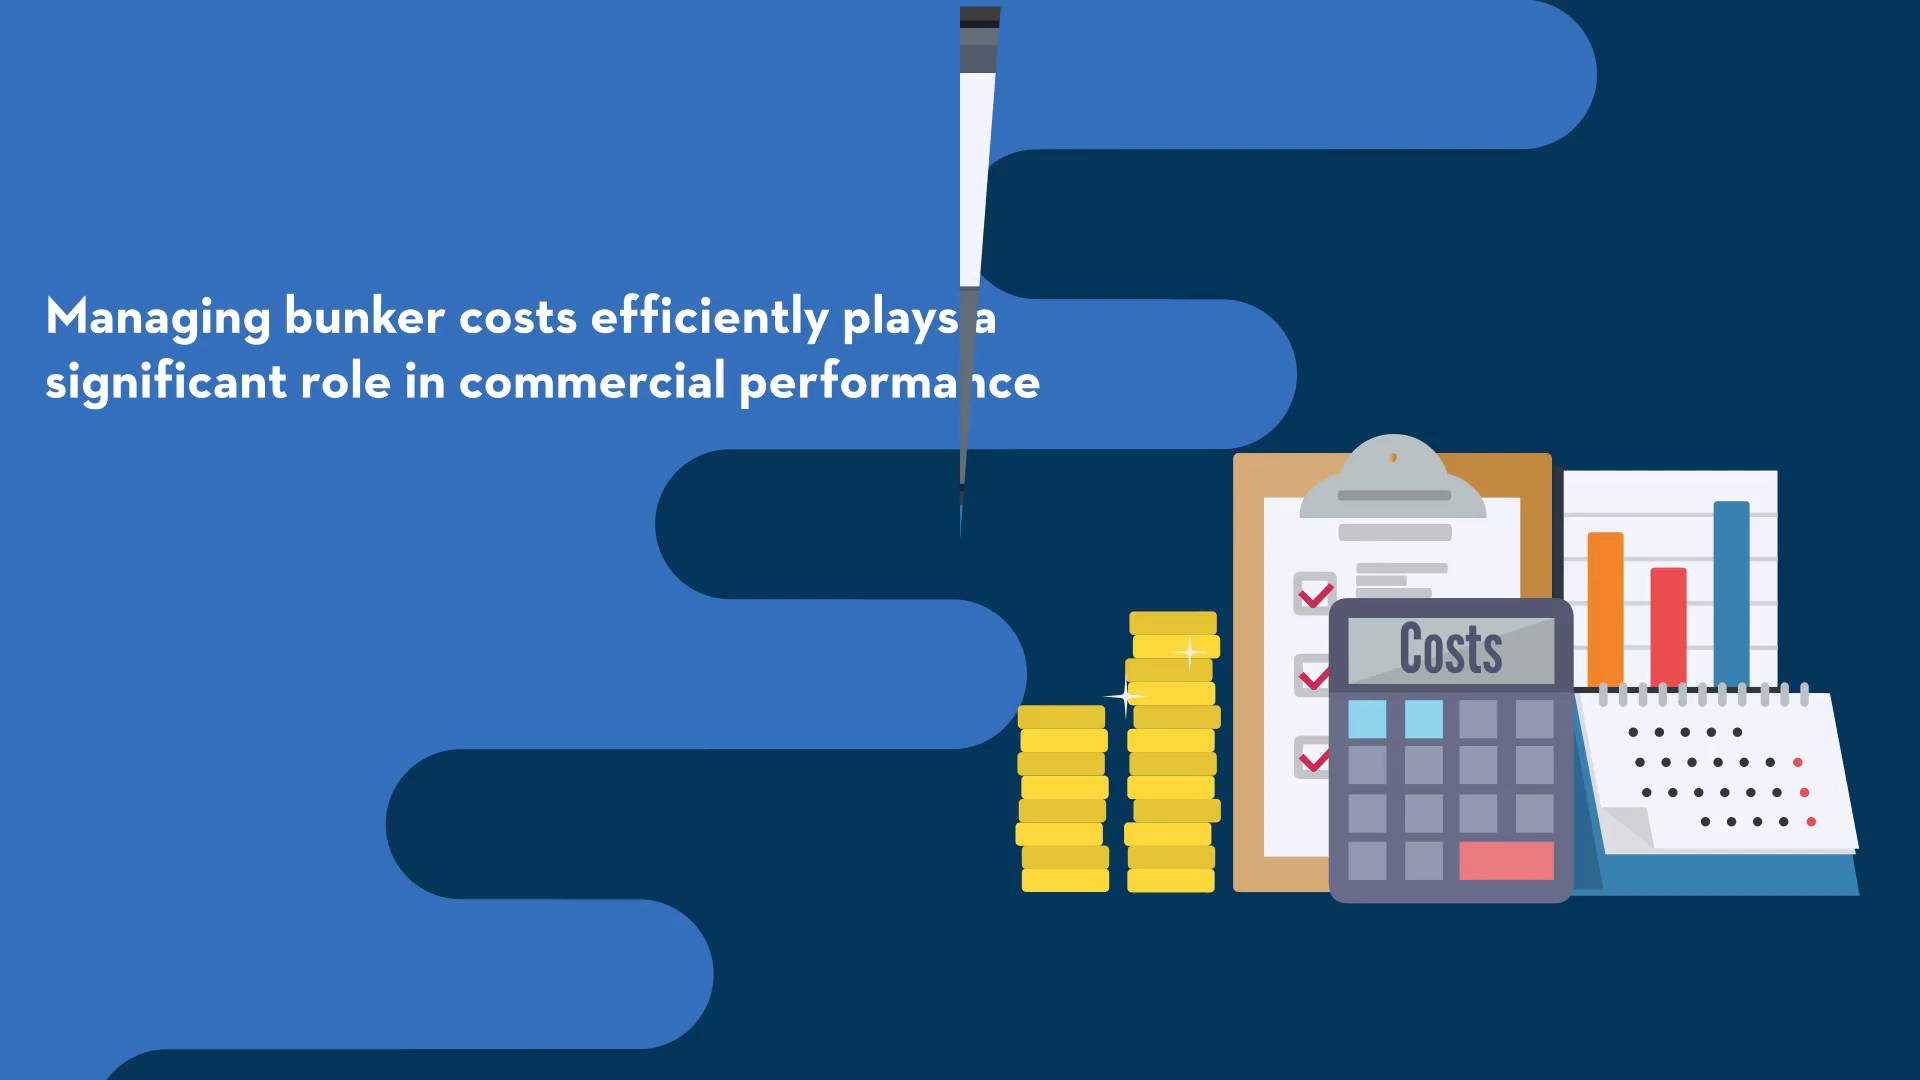 Managing bunker costs efficiently plays a
significant role in commercial performance
Costs